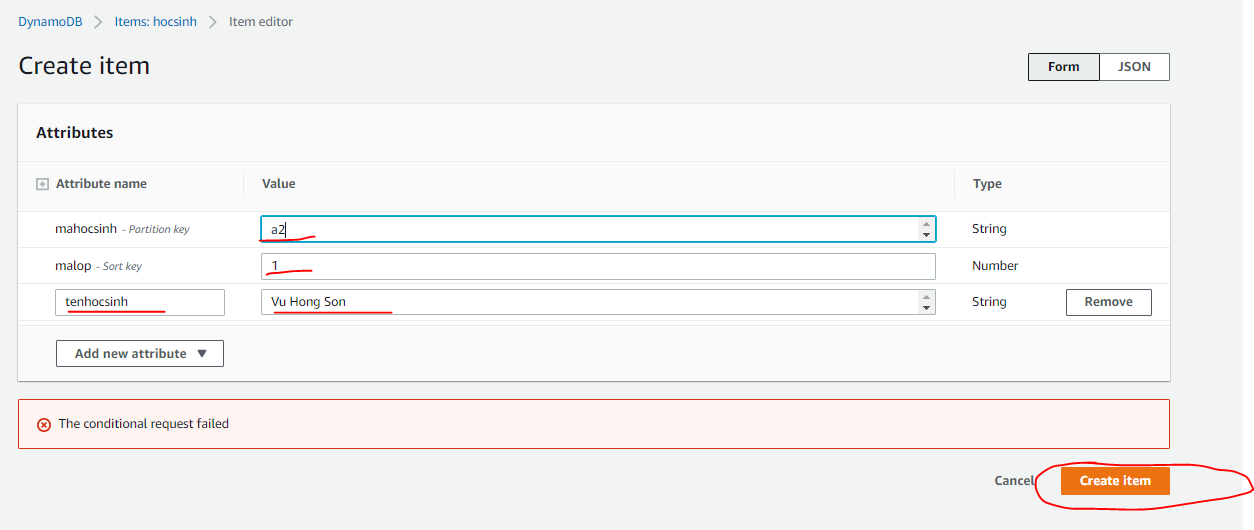 DynamoDB > Items: hocsinh > Item editor
Create item
Form JSON
Attributes
Attribute name Value Type
mahocsinh - Partition key a2 String
malop - Sort key 1 Number
tenhocsinh Vu Hong Son String Remove
Add new attribute ▼
The conditional request failed
Cancel Create item